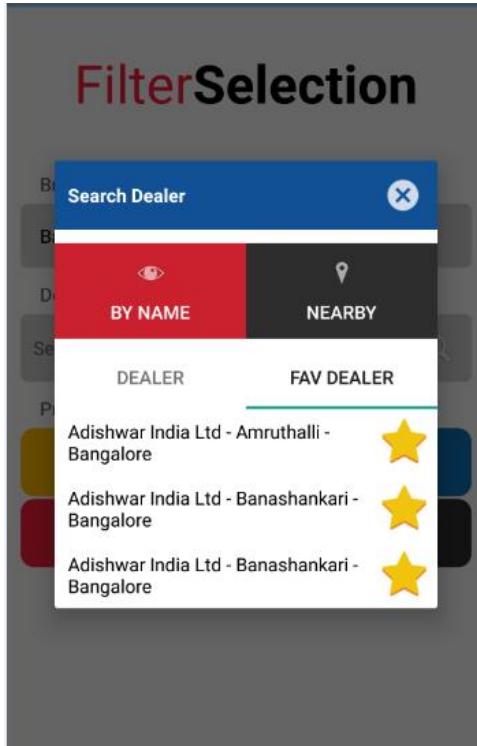 FilterSelection
Search Dealer
BY NAME
NEARBY
DEALER
FAV DEALER
Adishwar India Ltd - Amruthalli -
Bangalore
Adishwar India Ltd - Banashankari -
Bangalore
Adishwar India Ltd - Banashankari -
Bangalore